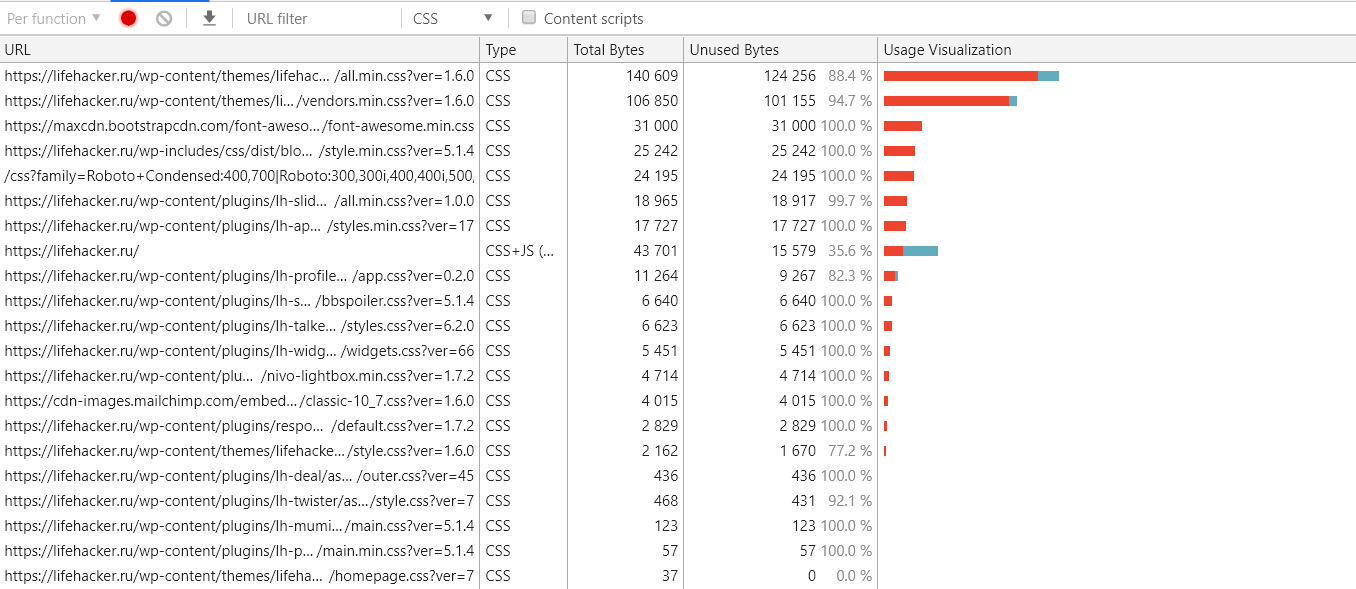 Per function URL filter CSS Content scripts
URL Type Total Bytes Unused Bytes Usage Visualization
https://lifehacker.ru/wp-content/themes/lifehac... /all.min.css?ver=1.6.0 CSS 140 609 124 256 88.4 %
https://lifehacker.ru/wp-content/themes/li... /vendors.min.css?ver=1.6.0 CSS 106 850 101 155 94.7 %
https://maxcdn.bootstrapcdn.com/font-aweso... /font-awesome.min.css CSS 31 000 31 000 100.0 %
https://lifehacker.ru/wp-includes/css/dist/blo... /style.min.css?ver=5.1.4 CSS 25 242 25 242 100.0 %
/css?family=Roboto+Condensed:400,700|Roboto:300,300i,400,400i,500, CSS 24 195 24 195 100.0 %
https://lifehacker.ru/wp-content/plugins/lh-slid... /all.min.css?ver=1.0.0 CSS 18 965 18 917 99.7 %
https://lifehacker.ru/wp-content/plugins/lh-ap... /styles.min.css?ver=17 CSS 17 727 17 727 100.0 %
https://lifehacker.ru/ CSS+JS (... 43 701 15 579 35.6 %
https://lifehacker.ru/wp-content/plugins/lh-profile... /app.css?ver=0.2.0 CSS 11 264 9 267 82.3 %
https://lifehacker.ru/wp-content/plugins/lh-s... /bbspoiler.css?ver=5.1.4 CSS 6 640 6 640 100.0 %
https://lifehacker.ru/wp-content/plugins/lh-talke... /styles.css?ver=6.2.0 CSS 6 623 6 623 100.0 %
https://lifehacker.ru/wp-content/plugins/lh-widg... /widgets.css?ver=66 CSS 5 451 5 451 100.0 %
https://lifehacker.ru/wp-content/plu... /nivo-lightbox.min.css?ver=1.7.2 CSS 4 714 4 714 100.0 %
https://cdn-images.mailchimp.com/embed... /classic-10_7.css?ver=1.6.0 CSS 4 015 4 015 100.0 %
https://lifehacker.ru/wp-content/plugins/respo... /default.css?ver=1.7.2 CSS 2 829 2 829 100.0 %
https://lifehacker.ru/wp-content/themes/lifehacke... /style.css?ver=1.6.0 CSS 2 162 1 670 77.2 %
https://lifehacker.ru/wp-content/plugins/lh-deal/as... /outer.css?ver=45 CSS 436 436 100.0 %
https://lifehacker.ru/wp-content/plugins/lh-twister/as... /style.css?ver=7 CSS 468 431 92.1 %
https://lifehacker.ru/wp-content/plugins/lh-mumi... /main.css?ver=5.1.4 CSS 123 123 100.0 %
https://lifehacker.ru/wp-content/plugins/lh-p... /main.min.css?ver=5.1.4 CSS 57 57 100.0 %
https://lifehacker.ru/wp-content/themes/lifeha... /homepage.css?ver=7 CSS 37 0 0.0 %